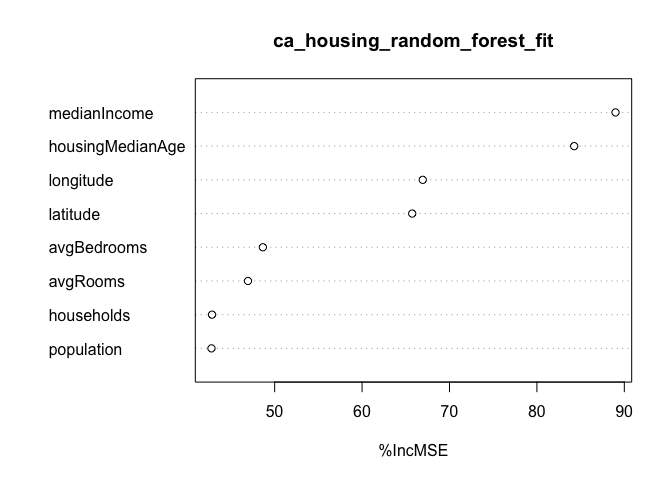 ca_housing_random_forest_fit
medianIncome
housingMedianAge
longitude
latitude
avgBedrooms
avgRooms
households
population
50 60 70 80 90
%IncMSE